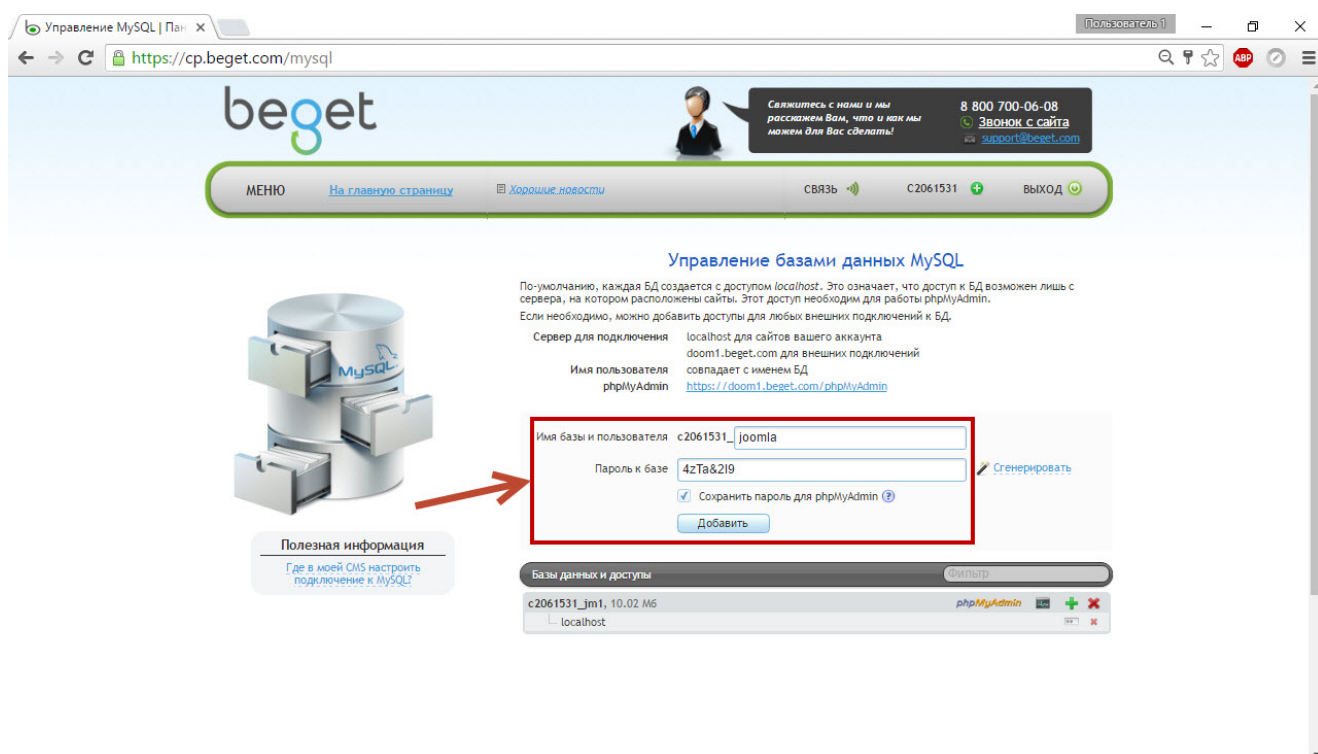 Управление MySQL | Пан
Пользователь 1
https://cp.beget.com/mysql
ABP
beget
Свяжитесь с нами и мы
расскажем Вам, что и как мы
можем для Вас сделать!
8 800 700-06-08
Звонок с сайта
support@beget.com
МЕНЮ
На главную страницу
Хорошие новости
СВЯЗЬ
C2061531
ВЫХОД
Управление базами данных MySQL
По-умолчанию, каждая БД создается с доступом localhost. Это означает, что доступ к БД возможен лишь с
сервера, на котором расположены сайты. Этот доступ необходим для работы phpMyAdmin.
Если необходимо, можно добавить доступы для любых внешних подключений к БД.
Сервер для подключения localhost для сайтов вашего аккаунта
doom1.beget.com для внешних подключений
Имя пользователя совпадает с именем БД
phpMyAdmin https://doom1.beget.com/phpMyAdmin
MySQL
Имя базы и пользователя c2061531_ joomla
Пароль к базе 4zTa&2I9
Сгенерировать
Сохранить пароль для phpMyAdmin ?
Добавить
Полезная информация
Где в моей CMS настроить
подключение к MySQL?
Базы данных и доступы
Фильтр
c2061531_jm1, 10.02 Мб
phpMyAdmin
localhost